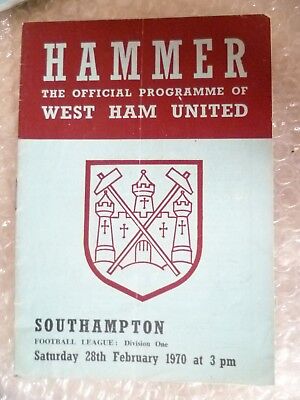 HAMMER
THE OFFICIAL PROGRAMME OF
WEST HAM UNITED
SOUTHAMPTON
FOOTBALL LEAGUE: Division One
Saturday 28th February 1970 at 3 pm